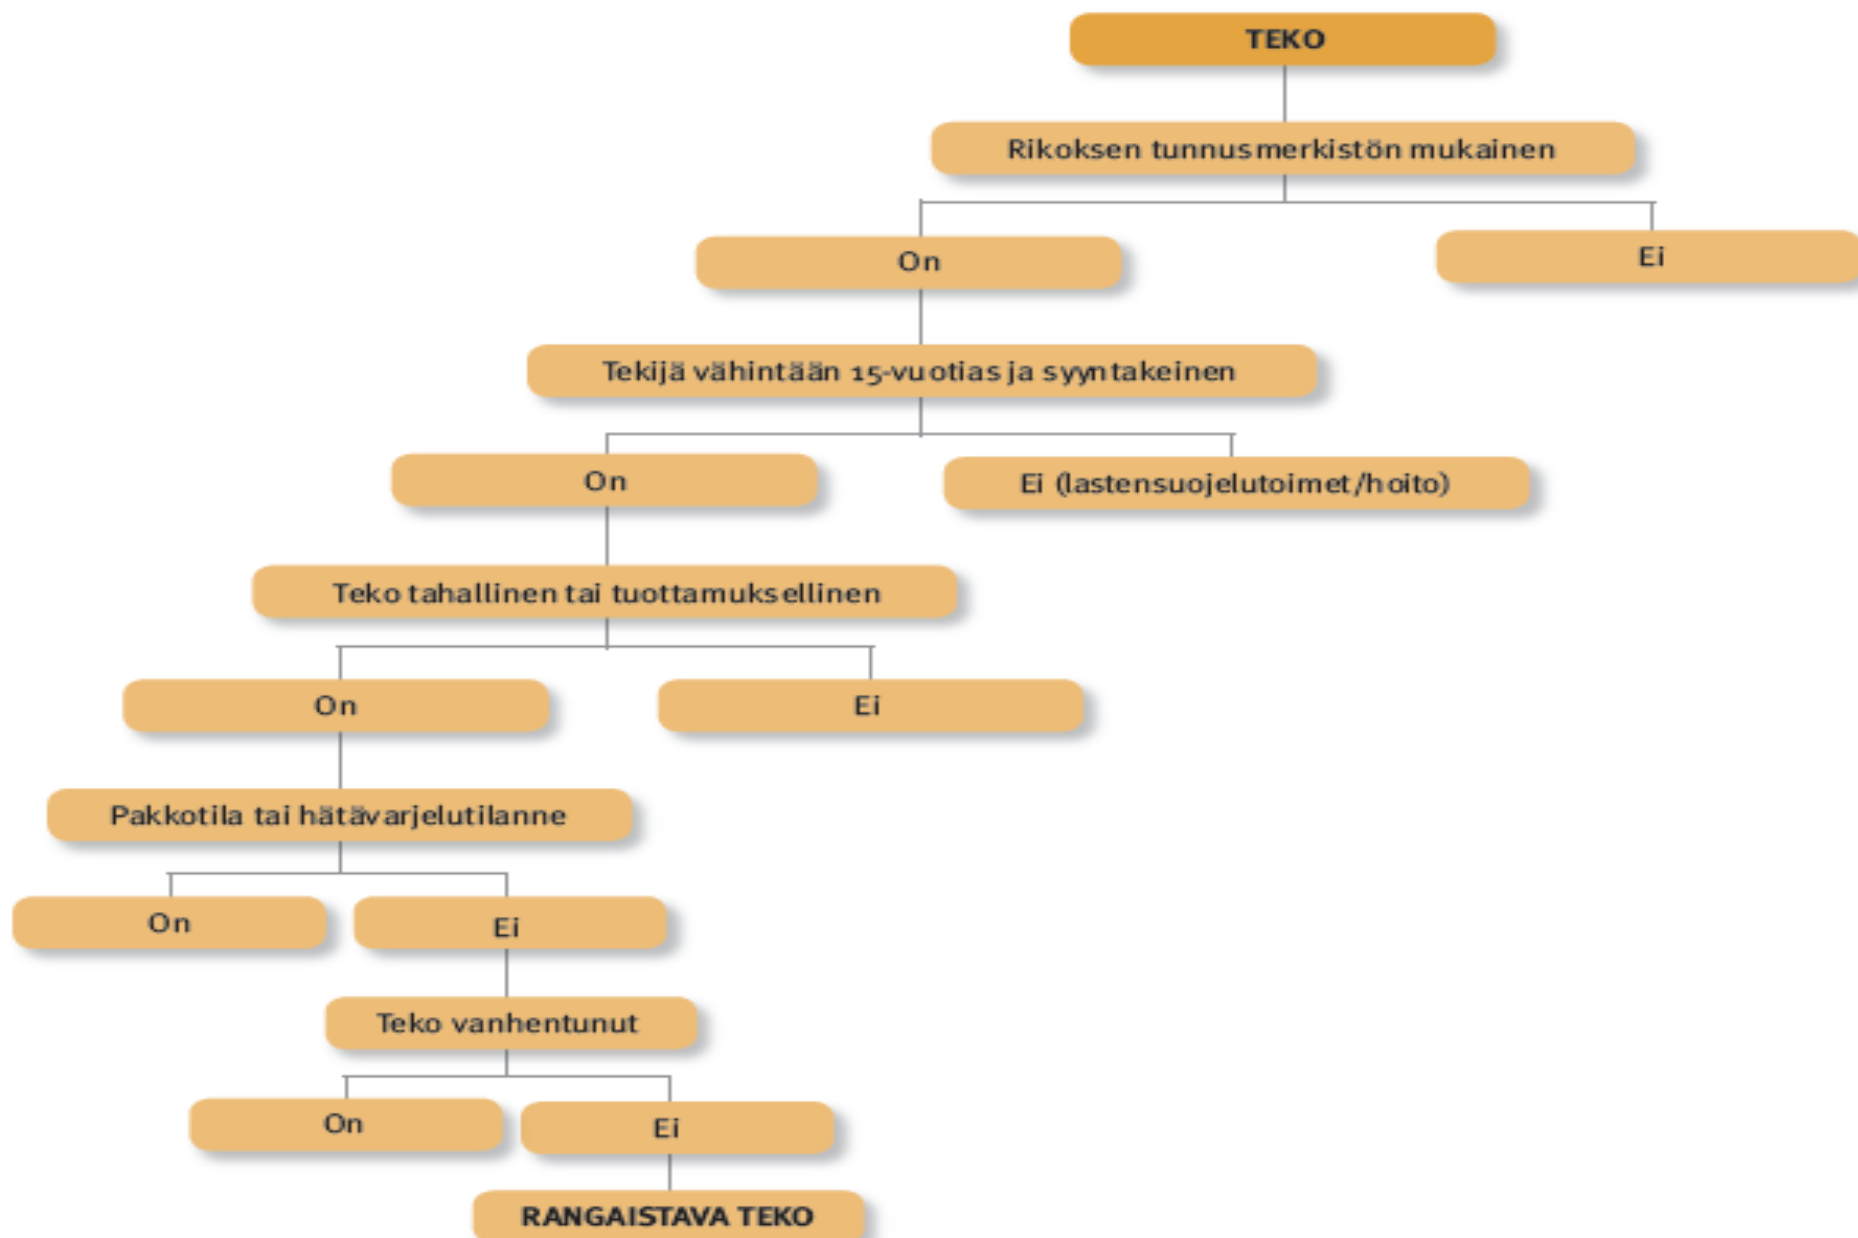 TEKO
Rikoksen tunnusmerkistön mukainen
On
Ei
Tekijä vähintään 15-vuotias ja syyntakeinen
On
Ei (lastensuojelutoimet/hoito)
Teko tahallinen tai tuottamuksellinen
On
Ei
Pakkotila tai hätävarjelutilanne
On
Ei
Teko vanhentunut
On
Ei
RANGAISTAVA TEKO